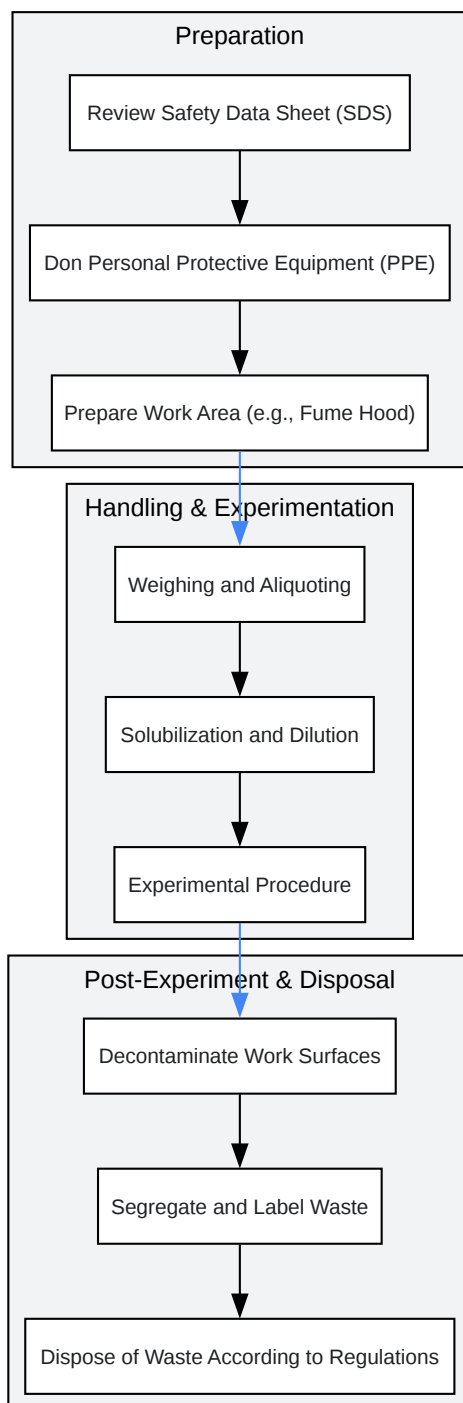 Preparation
Review Safety Data Sheet (SDS)
Don Personal Protective Equipment (PPE)
Prepare Work Area (e.g., Fume Hood)
Handling & Experimentation
Weighing and Aliquoting
Solubilization and Dilution
Experimental Procedure
Post-Experiment & Disposal
Decontaminate Work Surfaces
Segregate and Label Waste
Dispose of Waste According to Regulations